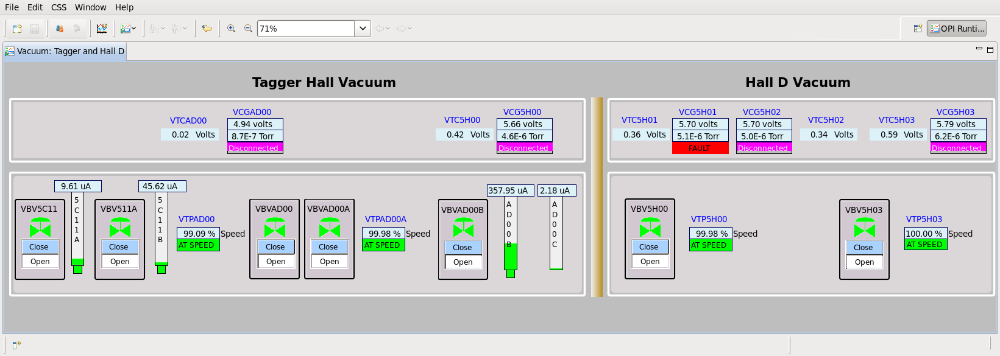 File Edit CSS Window Help
71%
OPI Runti...
Vacuum: Tagger and Hall D
Tagger Hall Vacuum
Hall D Vacuum
VTCAD00
0.02 Volts
VCGAD00
4.94 volts
8.7E-7 Torr
Disconnected
VTC5H00
0.42 Volts
VCG5H00
5.66 volts
4.6E-6 Torr
Disconnected
VTC5H01
0.36 Volts
VCG5H01
5.70 volts
5.1E-6 Torr
FAULT
VCG5H02
5.70 volts
5.0E-6 Torr
Disconnected
VTC5H02
0.34 Volts
VTC5H03
0.59 Volts
VCG5H03
5.79 volts
6.2E-6 Torr
Disconnected
VBV5C11
Close
Open
9.61 uA
5C11A
VBV511A
Close
Open
45.62 uA
5C11B
VTPAD00
99.09 % Speed
AT SPEED
VBVAD00
Close
Open
VBVAD00A
Close
Open
VTPAD00A
99.98 % Speed
AT SPEED
VBVAD00B
Close
Open
357.95 uA
AD00B
2.18 uA
AD00C
VBV5H00
Close
Open
VTP5H00
99.98 % Speed
AT SPEED
VBV5H03
Close
Open
VTP5H03
100.00 % Speed
AT SPEED